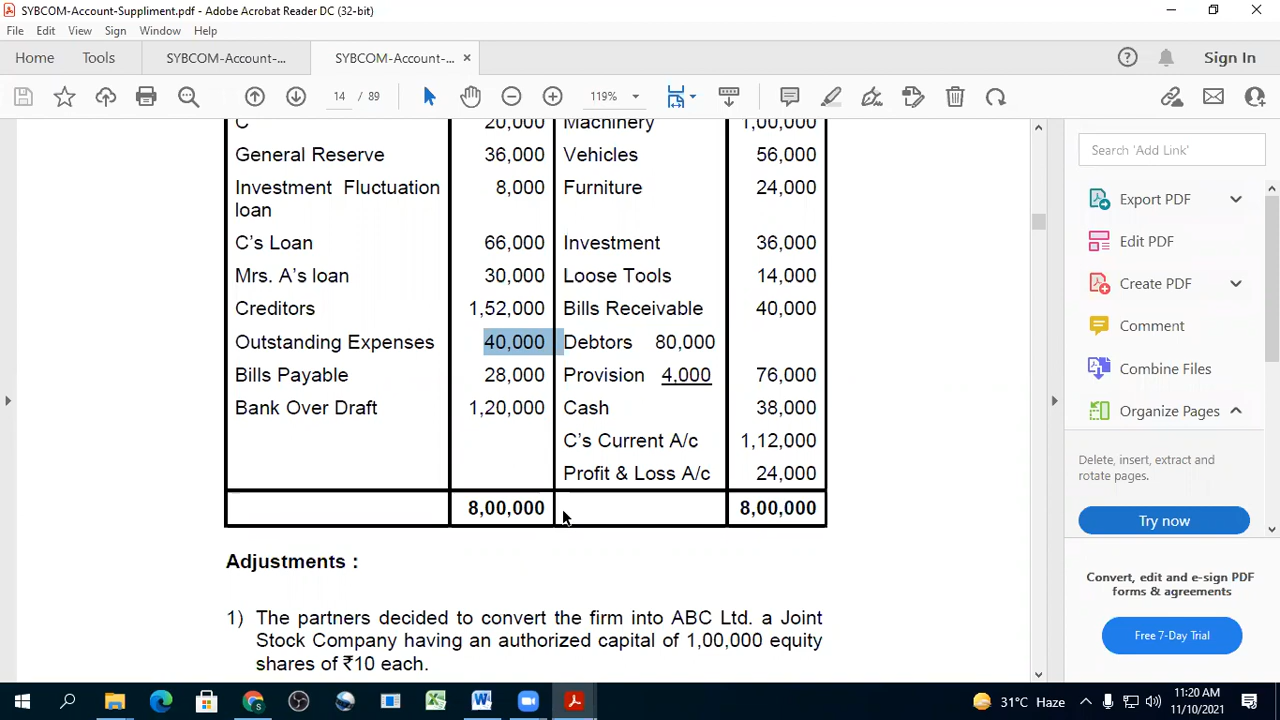 SYBCOM-Account-Suppliment.pdf - Adobe Acrobat Reader DC (32-bit)
File Edit View Sign Window Help
Home Tools SYBCOM-Account-... SYBCOM-Account-... × Sign In
14 / 89 119%
C 20,000 Machinery 1,00,000
General Reserve 36,000 Vehicles 56,000
Investment Fluctuation 8,000 Furniture 24,000
loan
C's Loan 66,000 Investment 36,000
Mrs. A's loan 30,000 Loose Tools 14,000
Creditors 1,52,000 Bills Receivable 40,000
Outstanding Expenses 40,000 Debtors 80,000
Bills Payable 28,000 Provision 4,000 76,000
Bank Over Draft 1,20,000 Cash 38,000
C's Current A/c 1,12,000
Profit & Loss A/c 24,000
8,00,000 8,00,000
Adjustments :
1) The partners decided to convert the firm into ABC Ltd. a Joint
Stock Company having an authorized capital of 1,00,000 equity
shares of ₹10 each.
Search 'Add Link'
Export PDF
Edit PDF
Create PDF
Comment
Combine Files
Organize Pages
Delete, insert, extract and
rotate pages.
Try now
Convert, edit and e-sign PDF
forms & agreements
Free 7-Day Trial
31°C Haze
11:20 AM
11/10/2021